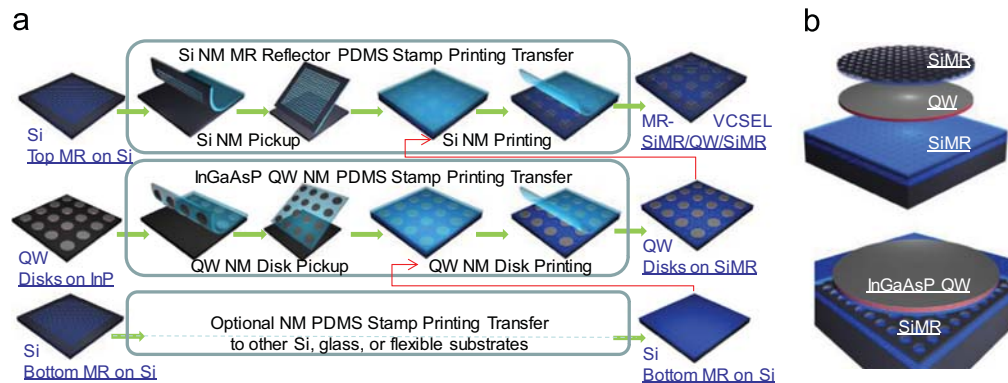 a
b
Si NM MR Reflector PDMS Stamp Printing Transfer
Si
Top MR on Si
Si NM Pickup
Si NM Printing
MR- VCSEL
SiMR/QW/SiMR
InGaAsP QW NM PDMS Stamp Printing Transfer
QW
Disks on InP
QW NM Disk Pickup
QW NM Disk Printing
QW
Disks on SiMR
Optional NM PDMS Stamp Printing Transfer
to other Si, glass, or flexible substrates
Si
Bottom MR on Si
Si
Bottom MR on Si
SiMR
QW
SiMR
InGaAsP QW
SiMR